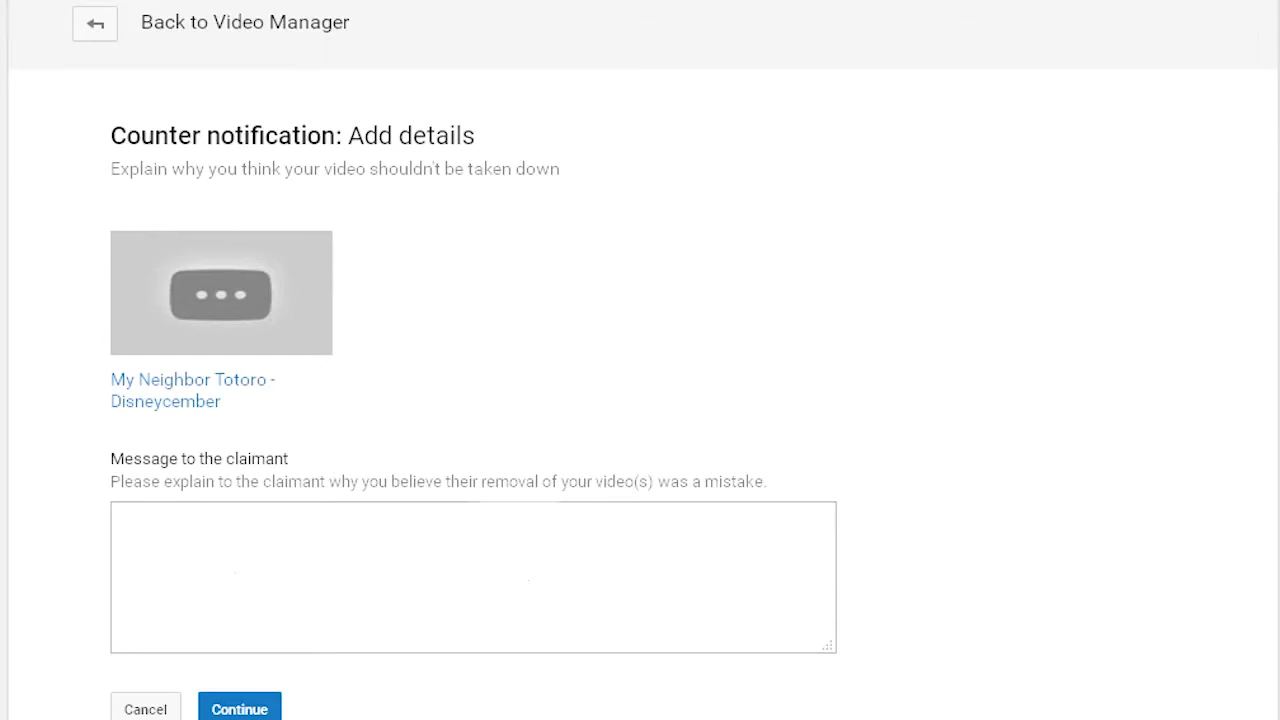 Back to Video Manager
Counter notification: Add details
Explain why you think your video shouldn't be taken down
My Neighbor Totoro -
Disneycember
Message to the claimant
Please explain to the claimant why you believe their removal of your video(s) was a mistake.
Cancel Continue